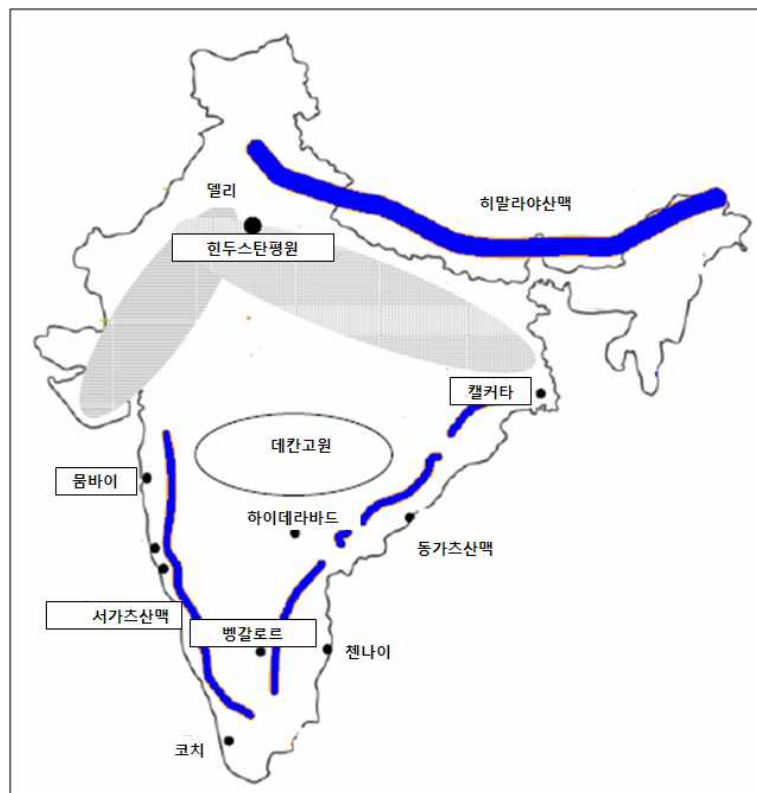 델리
히말라야산맥
힌두스탄평원
캘커타
데칸고원
뭄바이
하이데라바드
동가츠산맥
서가츠산맥
벵갈로르
첸나이
코치